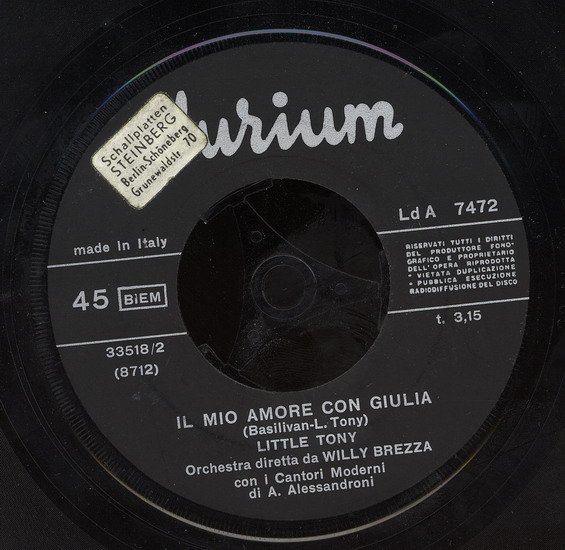 durium
Schallplatten
STEINBERG
Berlin-Schöneberg
Grunewaldstr. 70
Ld A 7472
made in Italy
RISERVATI TUTTI I DIRITTI
DEL PRODUTTORE FONO-
GRAFICO E PROPRIETARIO
DELL'OPERA RIPRODOTTA
• VIETATA DUPLICAZIONE
• PUBBLICA ESECUZIONE
RADIODIFFUSIONE DEL DISCO
45 BIEM
t. 3,15
33518/2
(8712)
IL MIO AMORE CON GIULIA
(Basilivan-L. Tony)
LITTLE TONY
Orchestra diretta da WILLY BREZZA
con i Cantori Moderni
di A. Alessandroni